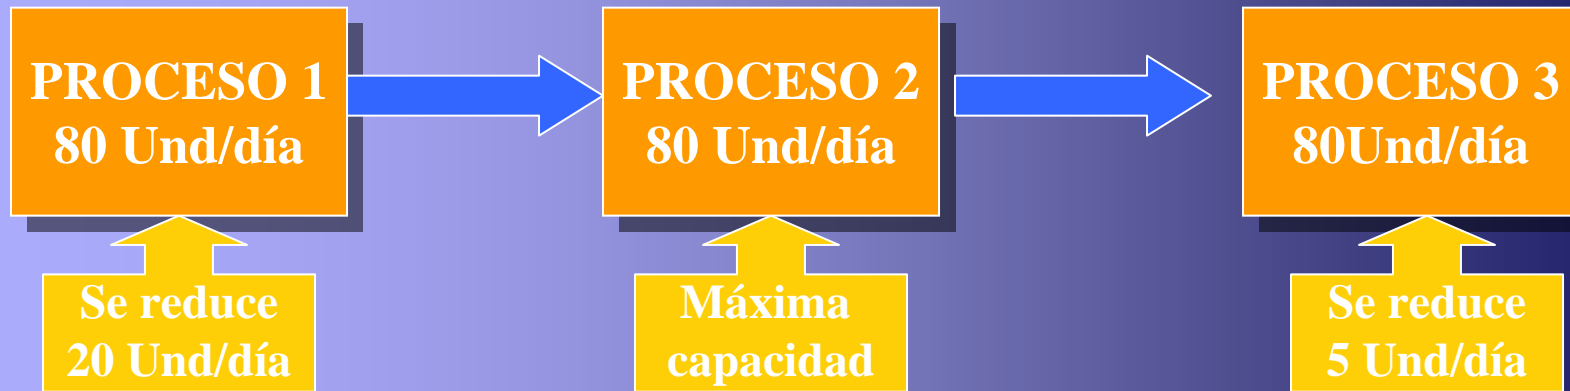 PROCESO 1
80 Und/día
PROCESO 2
80 Und/día
PROCESO 3
80Und/día
Se reduce
20 Und/día
Máxima
capacidad
Se reduce
5 Und/día